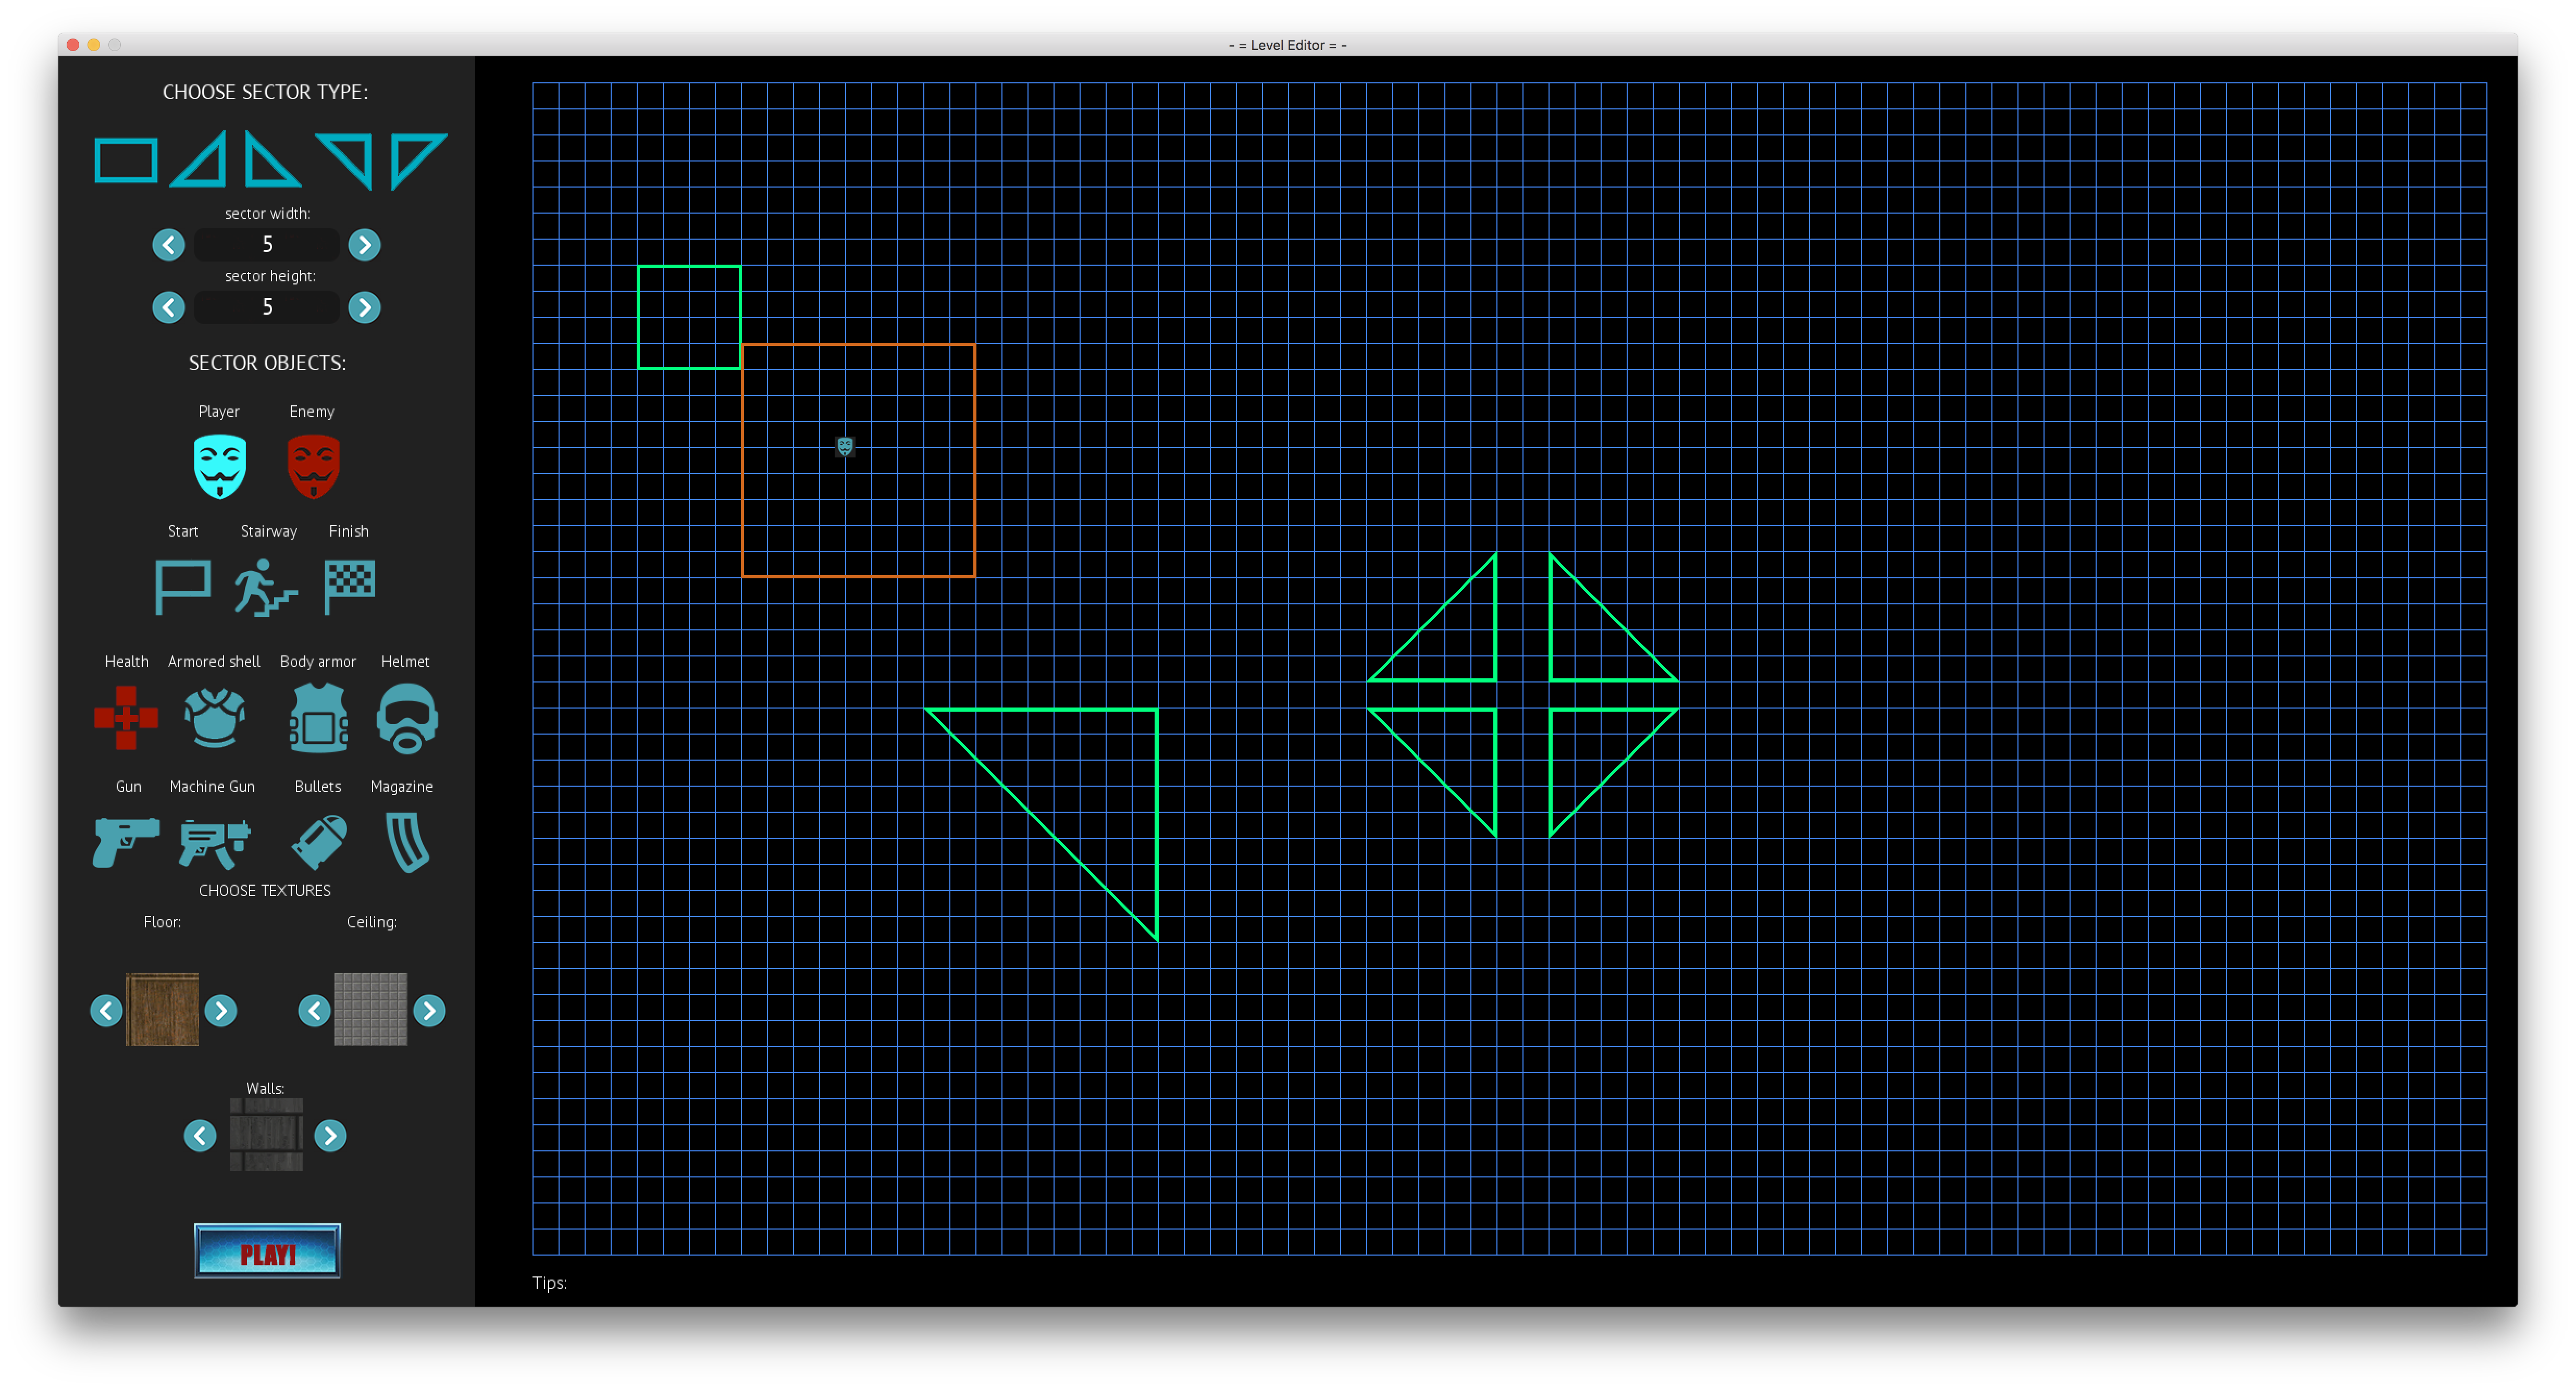 - = Level Editor = -
CHOOSE SECTOR TYPE:
sector width:
5
sector height:
5
SECTOR OBJECTS:
Player Enemy
Start Stairway Finish
Health Armored shell Body armor Helmet
Gun Machine Gun Bullets Magazine
CHOOSE TEXTURES
Floor: Ceiling:
Walls:
PLAY!
Tips: